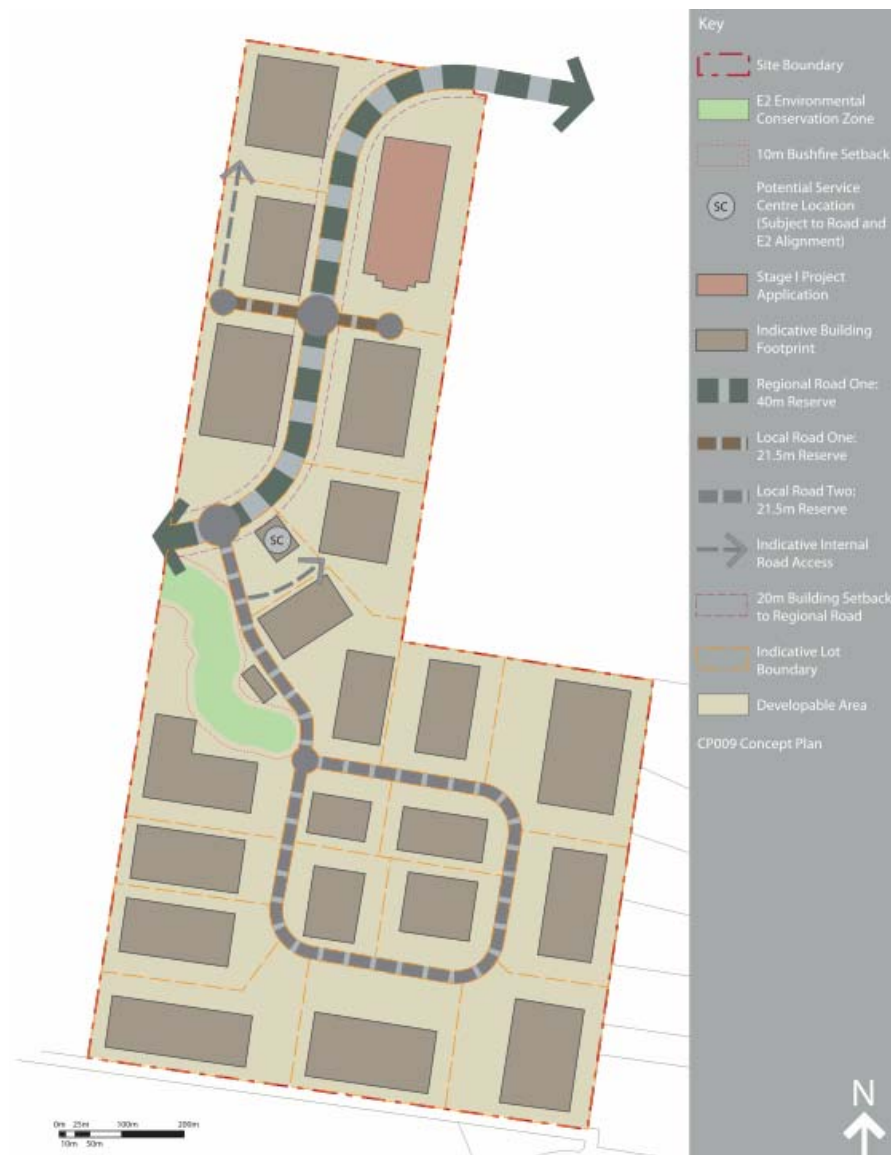 Key
Site Boundary
E2 Environmental
Conservation Zone
10m Bushfire Setback
SC
Potential Service
Centre Location
(Subject to Road and
E2 Alignment)
Stage I Project
Application
Indicative Building
Footprint
Regional Road One:
40m Reserve
Local Road One:
21.5m Reserve
Local Road Two:
21.5m Reserve
Indicative Internal
Road Access
20m Building Setback
to Regional Road
Indicative Lot
Boundary
Developable Area
CP009 Concept Plan
SC
0m 25m 100m 200m
10m 50m
N